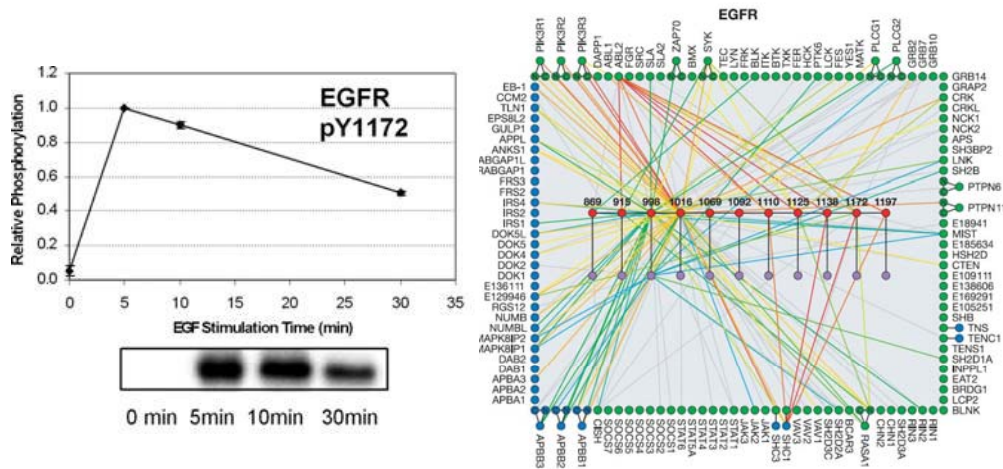 EGFR
pY1172
Relative Phosphorylation
1.2
1.0
0.8
0.6
0.4
0.2
0.0
0 5 10 15 20 25 30 35
EGF Stimulation Time (min)
0 min 5min 10min 30min
EGFR
PIK3R1
PIK3R2
PIK3R3
DAPP1
ABL1
ABL2
FGR
SRC
SLA
SLA2
ZAP70
BMX
SYK
TEC
LYN
FRK
BLK
ITK
BTK
TXK
FER
HCK
PTK6
LCK
FES
YES1
MATK
PLCG1
PLCG2
GRB2
GRB7
GRB10
EB-1
CCM2
TLN1
EPS8L2
GULP1
APPL
ANKS1
ABGAP1L
RABGAP1
FRS3
FRS2
IRS4
IRS2
IRS1
DOK5L
DOK5
DOK4
DOK2
DOK1
E136111
E129946
RGS12
NUMB
NUMBL
MAPK8IP2
MAPK8IP1
DAB2
DAB1
APBA3
APBA2
APBA1
869 915 998 1016 1069 1092 1110 1125 1138 1172 1197
GRB14
GRAP2
CRK
CRKL
NCK1
NCK2
APS
SH3BP2
LNK
SH2B
PTPN6
PTPN11
E18941
MIST
E185634
HSH2D
CTEN
E109111
E138606
E169291
E105251
SHB
TNS
TENC1
TENS1
SH2D1A
INPPL1
EAT2
BRDG1
LCP2
BLNK
APBB3
APBB2
APBB1
CISH
SOCS7
SOCS6
SOCS5
SOCS3
SOCS2
SOCS1
STAT6
STAT5A
STAT4
STAT3
STAT2
STAT1
JAK3
JAK2
JAK1
SHC3
SHC1
VAV3
VAV2
VAV1
SH2D3C
SH2D2A
BCAR3
RASA1
CHN2
CHN1
SH2D3A
RIN3
RIN2
RIN1